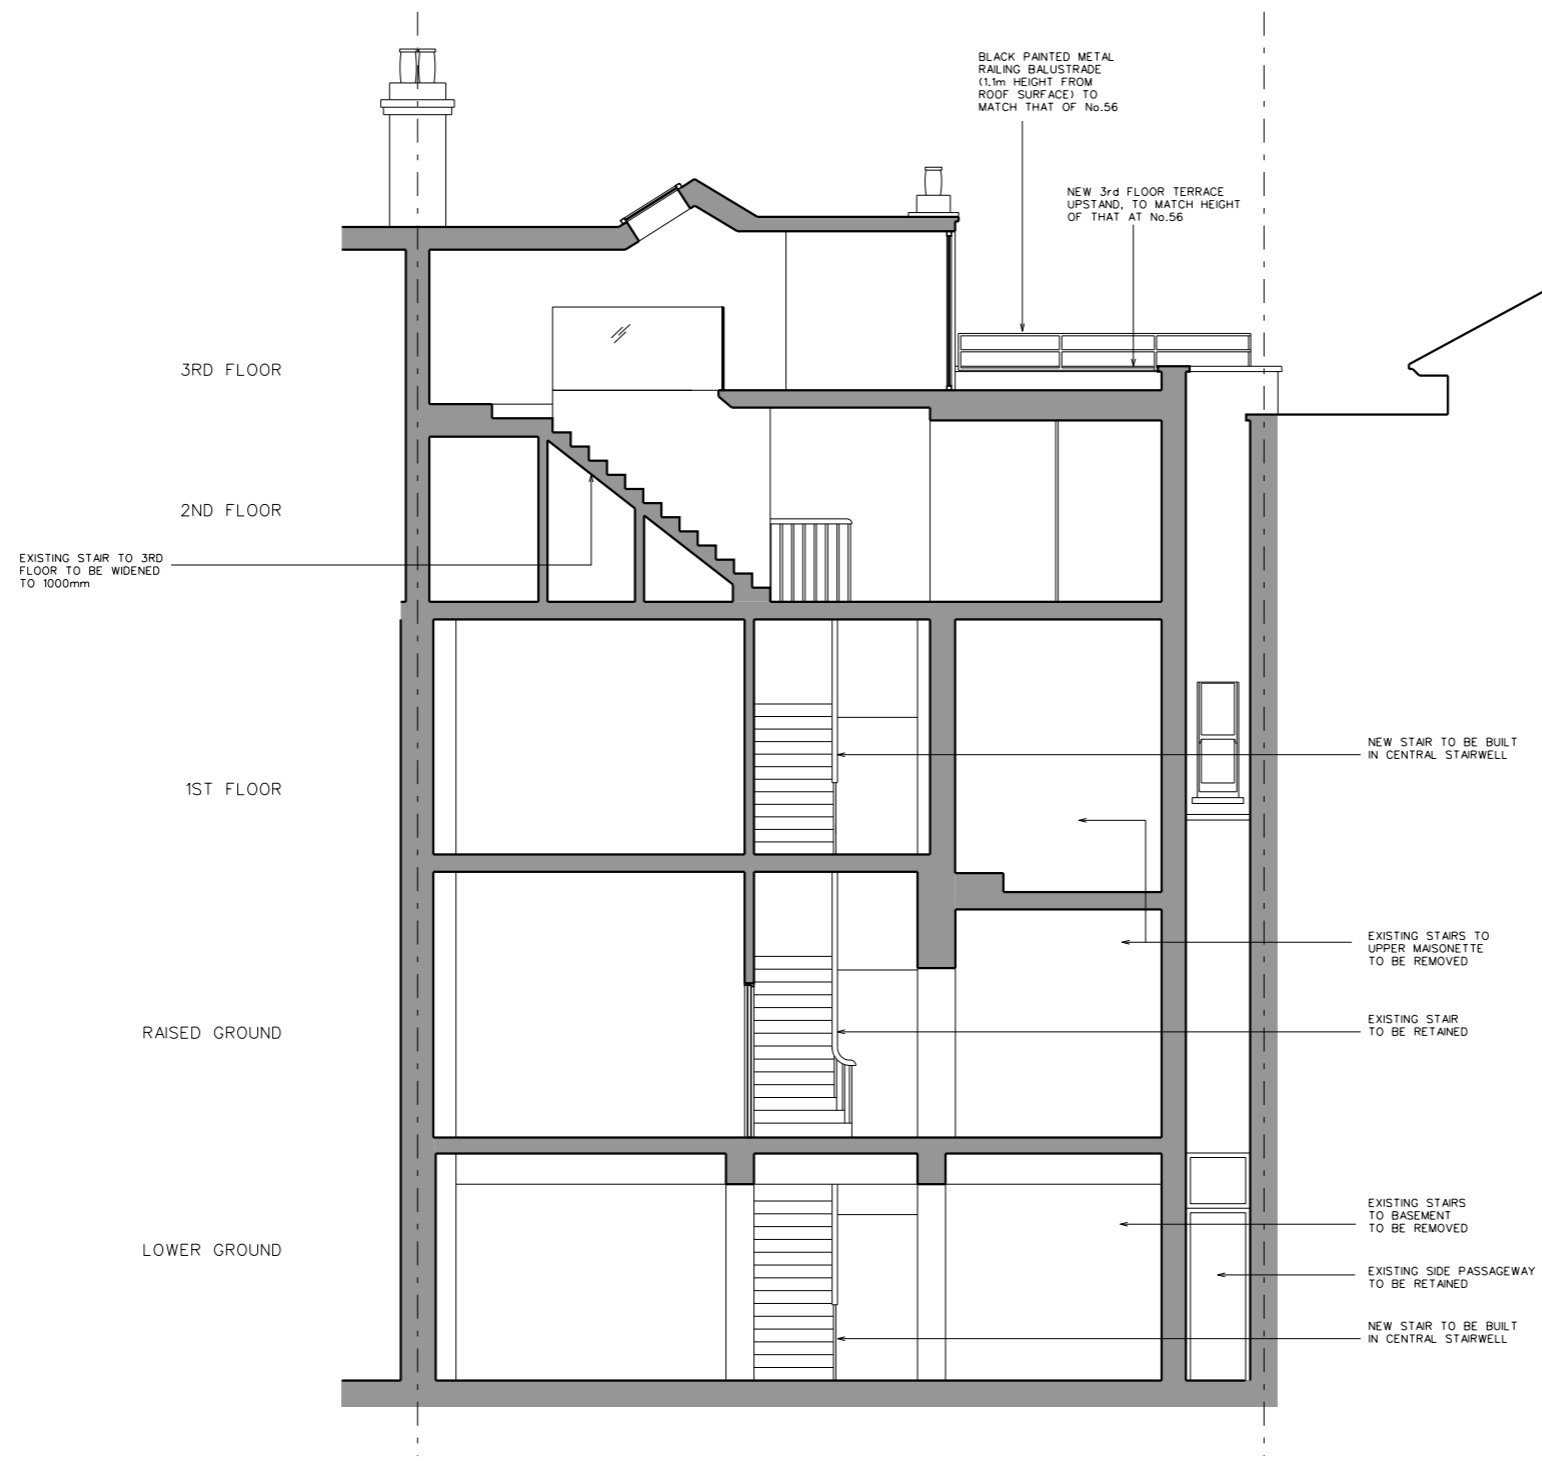 BLACK PAINTED METAL
RAILING BALUSTRADE
(1.1m HEIGHT FROM
ROOF SURFACE) TO
MATCH THAT OF No.56
NEW 3rd FLOOR TERRACE
UPSTAND, TO MATCH HEIGHT
OF THAT AT No.56
3RD FLOOR
2ND FLOOR
EXISTING STAIR TO 3RD
FLOOR TO BE WIDENED
TO 1000mm
1ST FLOOR
NEW STAIR TO BE BUILT
IN CENTRAL STAIRWELL
EXISTING STAIRS TO
UPPER MAISONETTE
TO BE REMOVED
RAISED GROUND
EXISTING STAIR
TO BE RETAINED
LOWER GROUND
EXISTING STAIRS
TO BASEMENT
TO BE REMOVED
EXISTING SIDE PASSAGEWAY
TO BE RETAINED
NEW STAIR TO BE BUILT
IN CENTRAL STAIRWELL